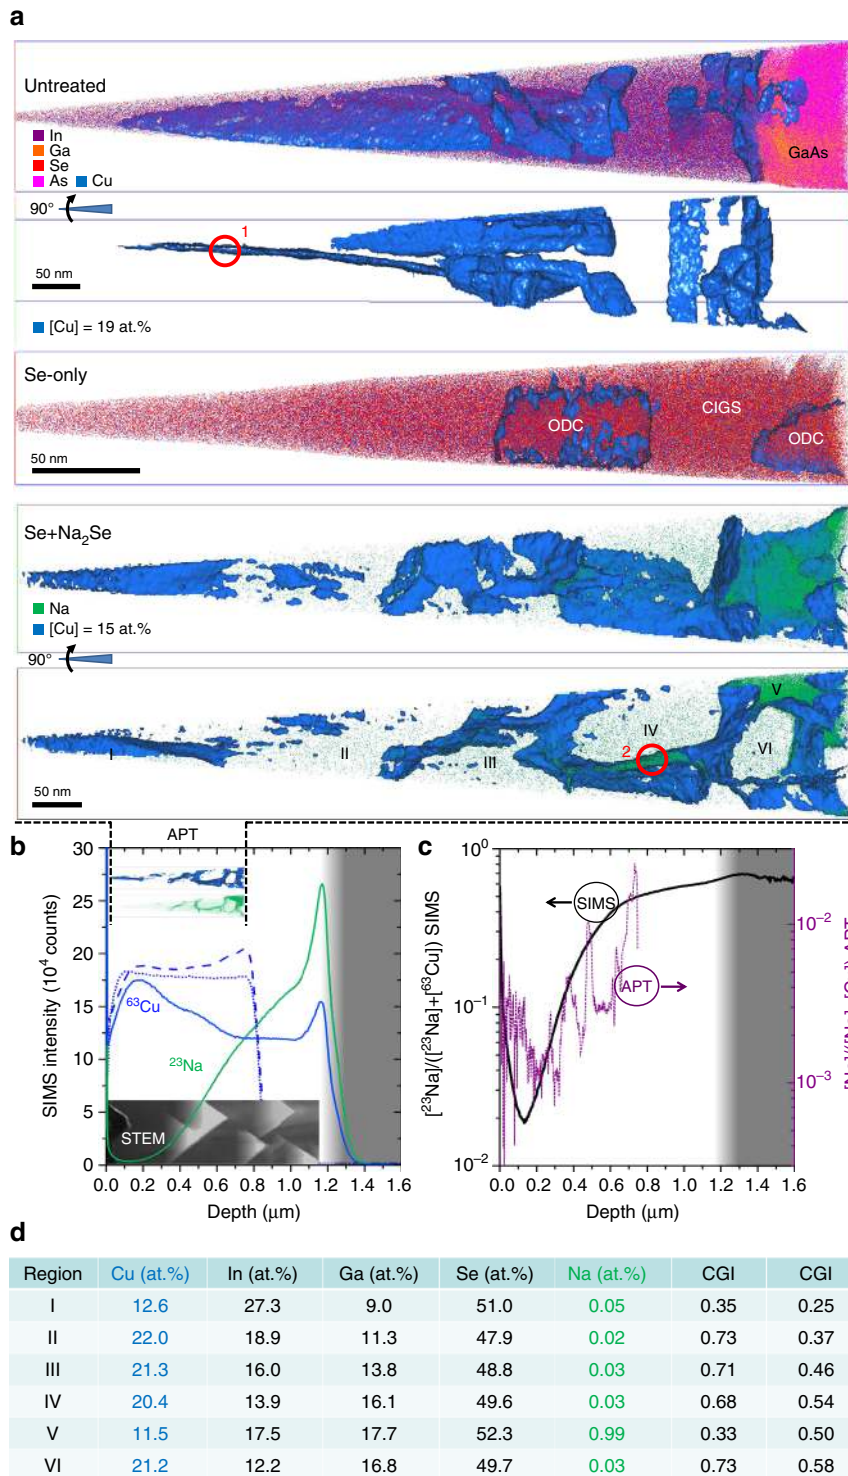 a
Untreated
In
Ga
Se
As Cu
GaAs
90°
1
50 nm
[Cu] = 19 at.%
Se-only
ODC
CIGS
ODC
50 nm
Se+Na₂Se
Na
[Cu] = 15 at.%
90°
I
II
III
IV
V
VI
2
50 nm
b
APT
30
25
20
15
10
5
0
SIMS intensity (10⁴ counts)
⁶³Cu
²³Na
STEM
0.0 0.2 0.4 0.6 0.8 1.0 1.2 1.4 1.6
Depth (μm)
c
10⁰
10⁻¹
10⁻²
[²³Na]/([²³Na]+[⁶³Cu]) SIMS
SIMS
APT
10⁻²
10⁻³
0.0 0.2 0.4 0.6 0.8 1.0 1.2 1.4 1.6
Depth (μm)
d
Region Cu (at.%) In (at.%) Ga (at.%) Se (at.%) Na (at.%) CGI CGI
I 12.6 27.3 9.0 51.0 0.05 0.35 0.25
II 22.0 18.9 11.3 47.9 0.02 0.73 0.37
III 21.3 16.0 13.8 48.8 0.03 0.71 0.46
IV 20.4 13.9 16.1 49.6 0.03 0.68 0.54
V 11.5 17.5 17.7 52.3 0.99 0.33 0.50
VI 21.2 12.2 16.8 49.7 0.03 0.73 0.58